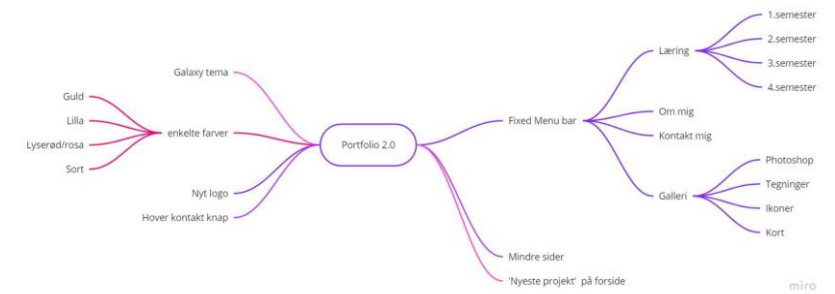 Portfolio 2.0
Galaxy tema
enkelte farver
Guld
Lilla
Lyserød/rosa
Sort
Nyt logo
Hover kontakt knap
Fixed Menu bar
Læring
1.semester
2.semester
3.semester
4.semester
Om mig
Kontakt mig
Galleri
Photoshop
Tegninger
Ikoner
Kort
Mindre sider
'Nyeste projekt' på forside
miro